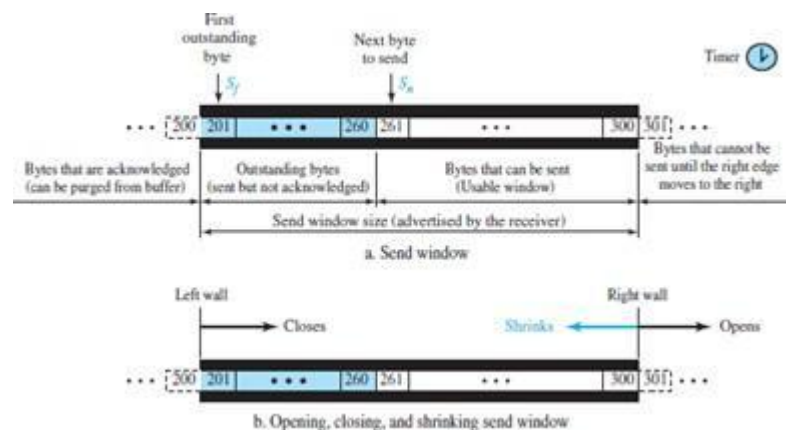 First
outstanding
byte
Next byte
to send
Timer
Sf
Sn
• • • 200 201 • • • 260 261 • • • 300 301 • • •
Bytes that are acknowledged
(can be purged from buffer)
Outstanding bytes
(sent but not acknowledged)
Bytes that can be sent
(Usable window)
Bytes that cannot be
sent until the right edge
moves to the right
Send window size (advertised by the receiver)
a. Send window
Left wall
Right wall
Closes
Shrinks
Opens
• • • 200 201 • • • 260 261 • • • 300 301 • • •
b. Opening, closing, and shrinking send window